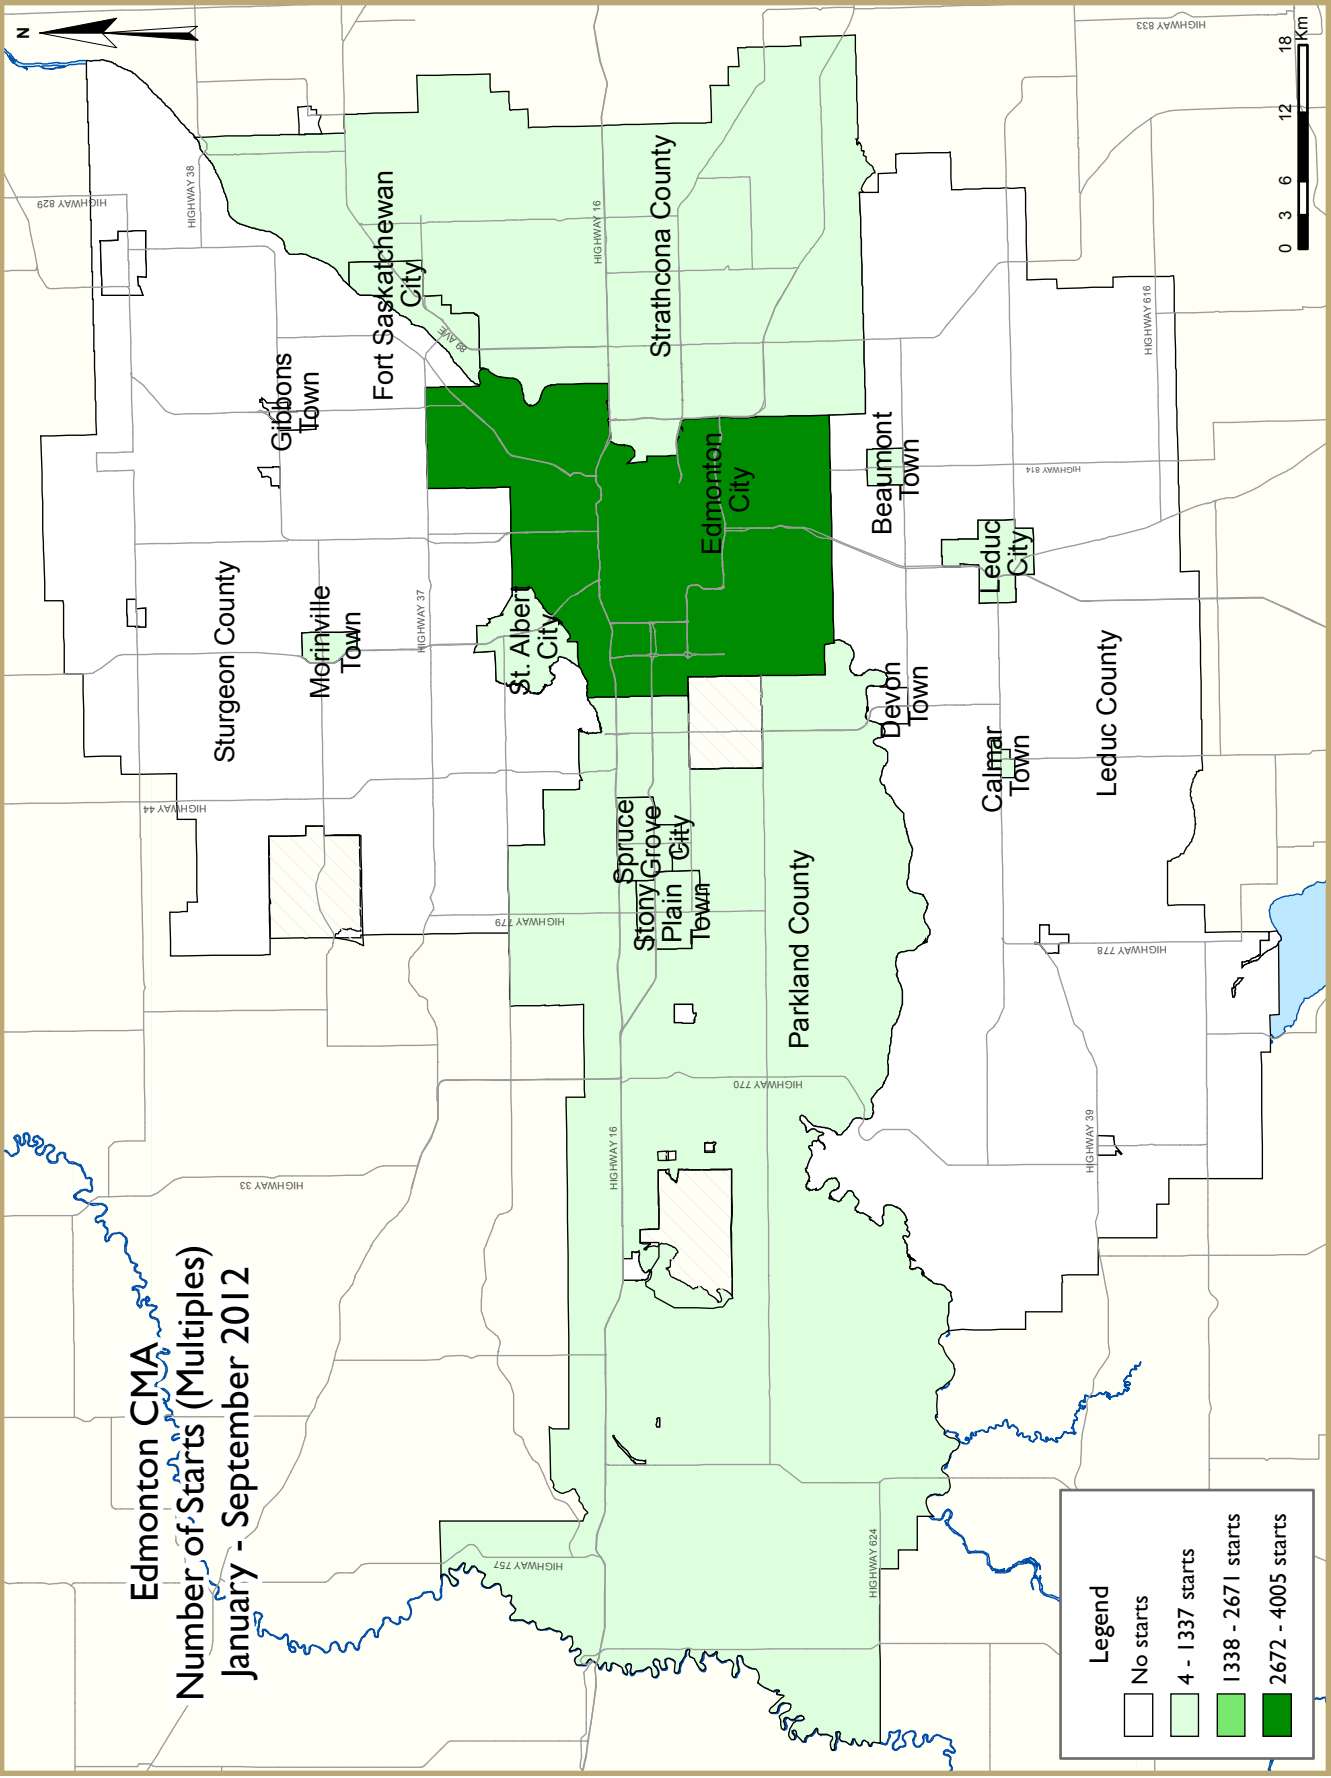 Edmonton CMA
Number of Starts (Multiples)
January - September 2012
N
HIGHWAY 829
HIGHWAY 38
HIGHWAY 44
Sturgeon County
Gibbons
Town
Morinville
Town
Fort Saskatchewan
City
HIGHWAY 37
89 AVE
HIGHWAY 33
St. Albert
City
HIGHWAY 779
HIGHWAY 757
HIGHWAY 16
HIGHWAY 16
Spruce
Grove
City
Stony
Plain
Town
Strathcona County
Edmonton
City
HIGHWAY 770
Parkland County
HIGHWAY 624
Beaumont
Town
Devon
Town
Leduc
City
Calmar
Town
HIGHWAY 814
HIGHWAY 39
Leduc County
HIGHWAY 778
HIGHWAY 616
HIGHWAY 833
Legend
No starts
4 - 1337 starts
1338 - 2671 starts
2672 - 4005 starts
0 3 6 12 18
Km